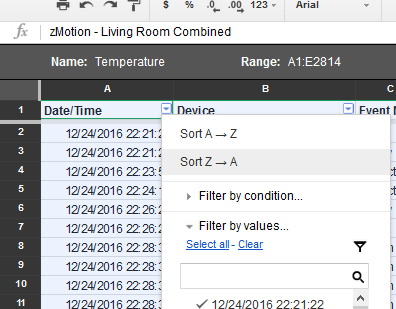 $ % .0 .00 123 Arial
fx zMotion - Living Room Combined
Name: Temperature Range: A1:E2814
A B C
1 Date/Time Device Event
2 12/24/2016 22:21:2
3 12/24/2016 22:21:2
4 12/24/2016 22:23:5
5 12/24/2016 22:24:1
6 12/24/2016 22:26:2
7 12/24/2016 22:26:2
8 12/24/2016 22:28:3
9 12/24/2016 22:28:3
10 12/24/2016 22:28:3
11 12/24/2016 22:28:3
Sort A → Z
Sort Z → A
Filter by condition...
Filter by values...
Select all - Clear
12/24/2016 22:21:22